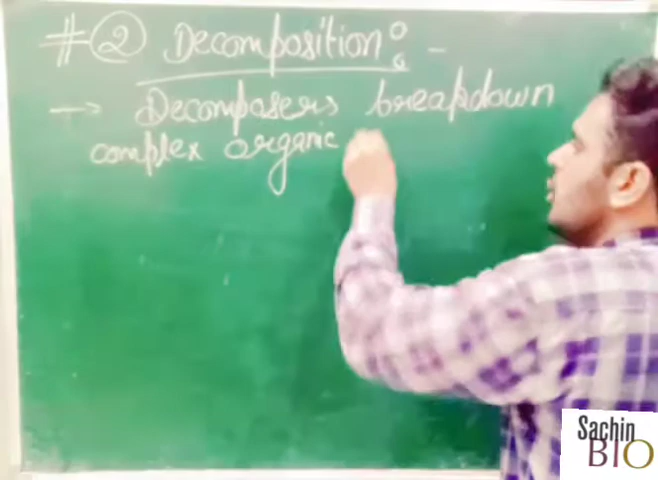 #② Decomposition: -
→ Decomposers breakdown
complex organic
Sachin
BIO